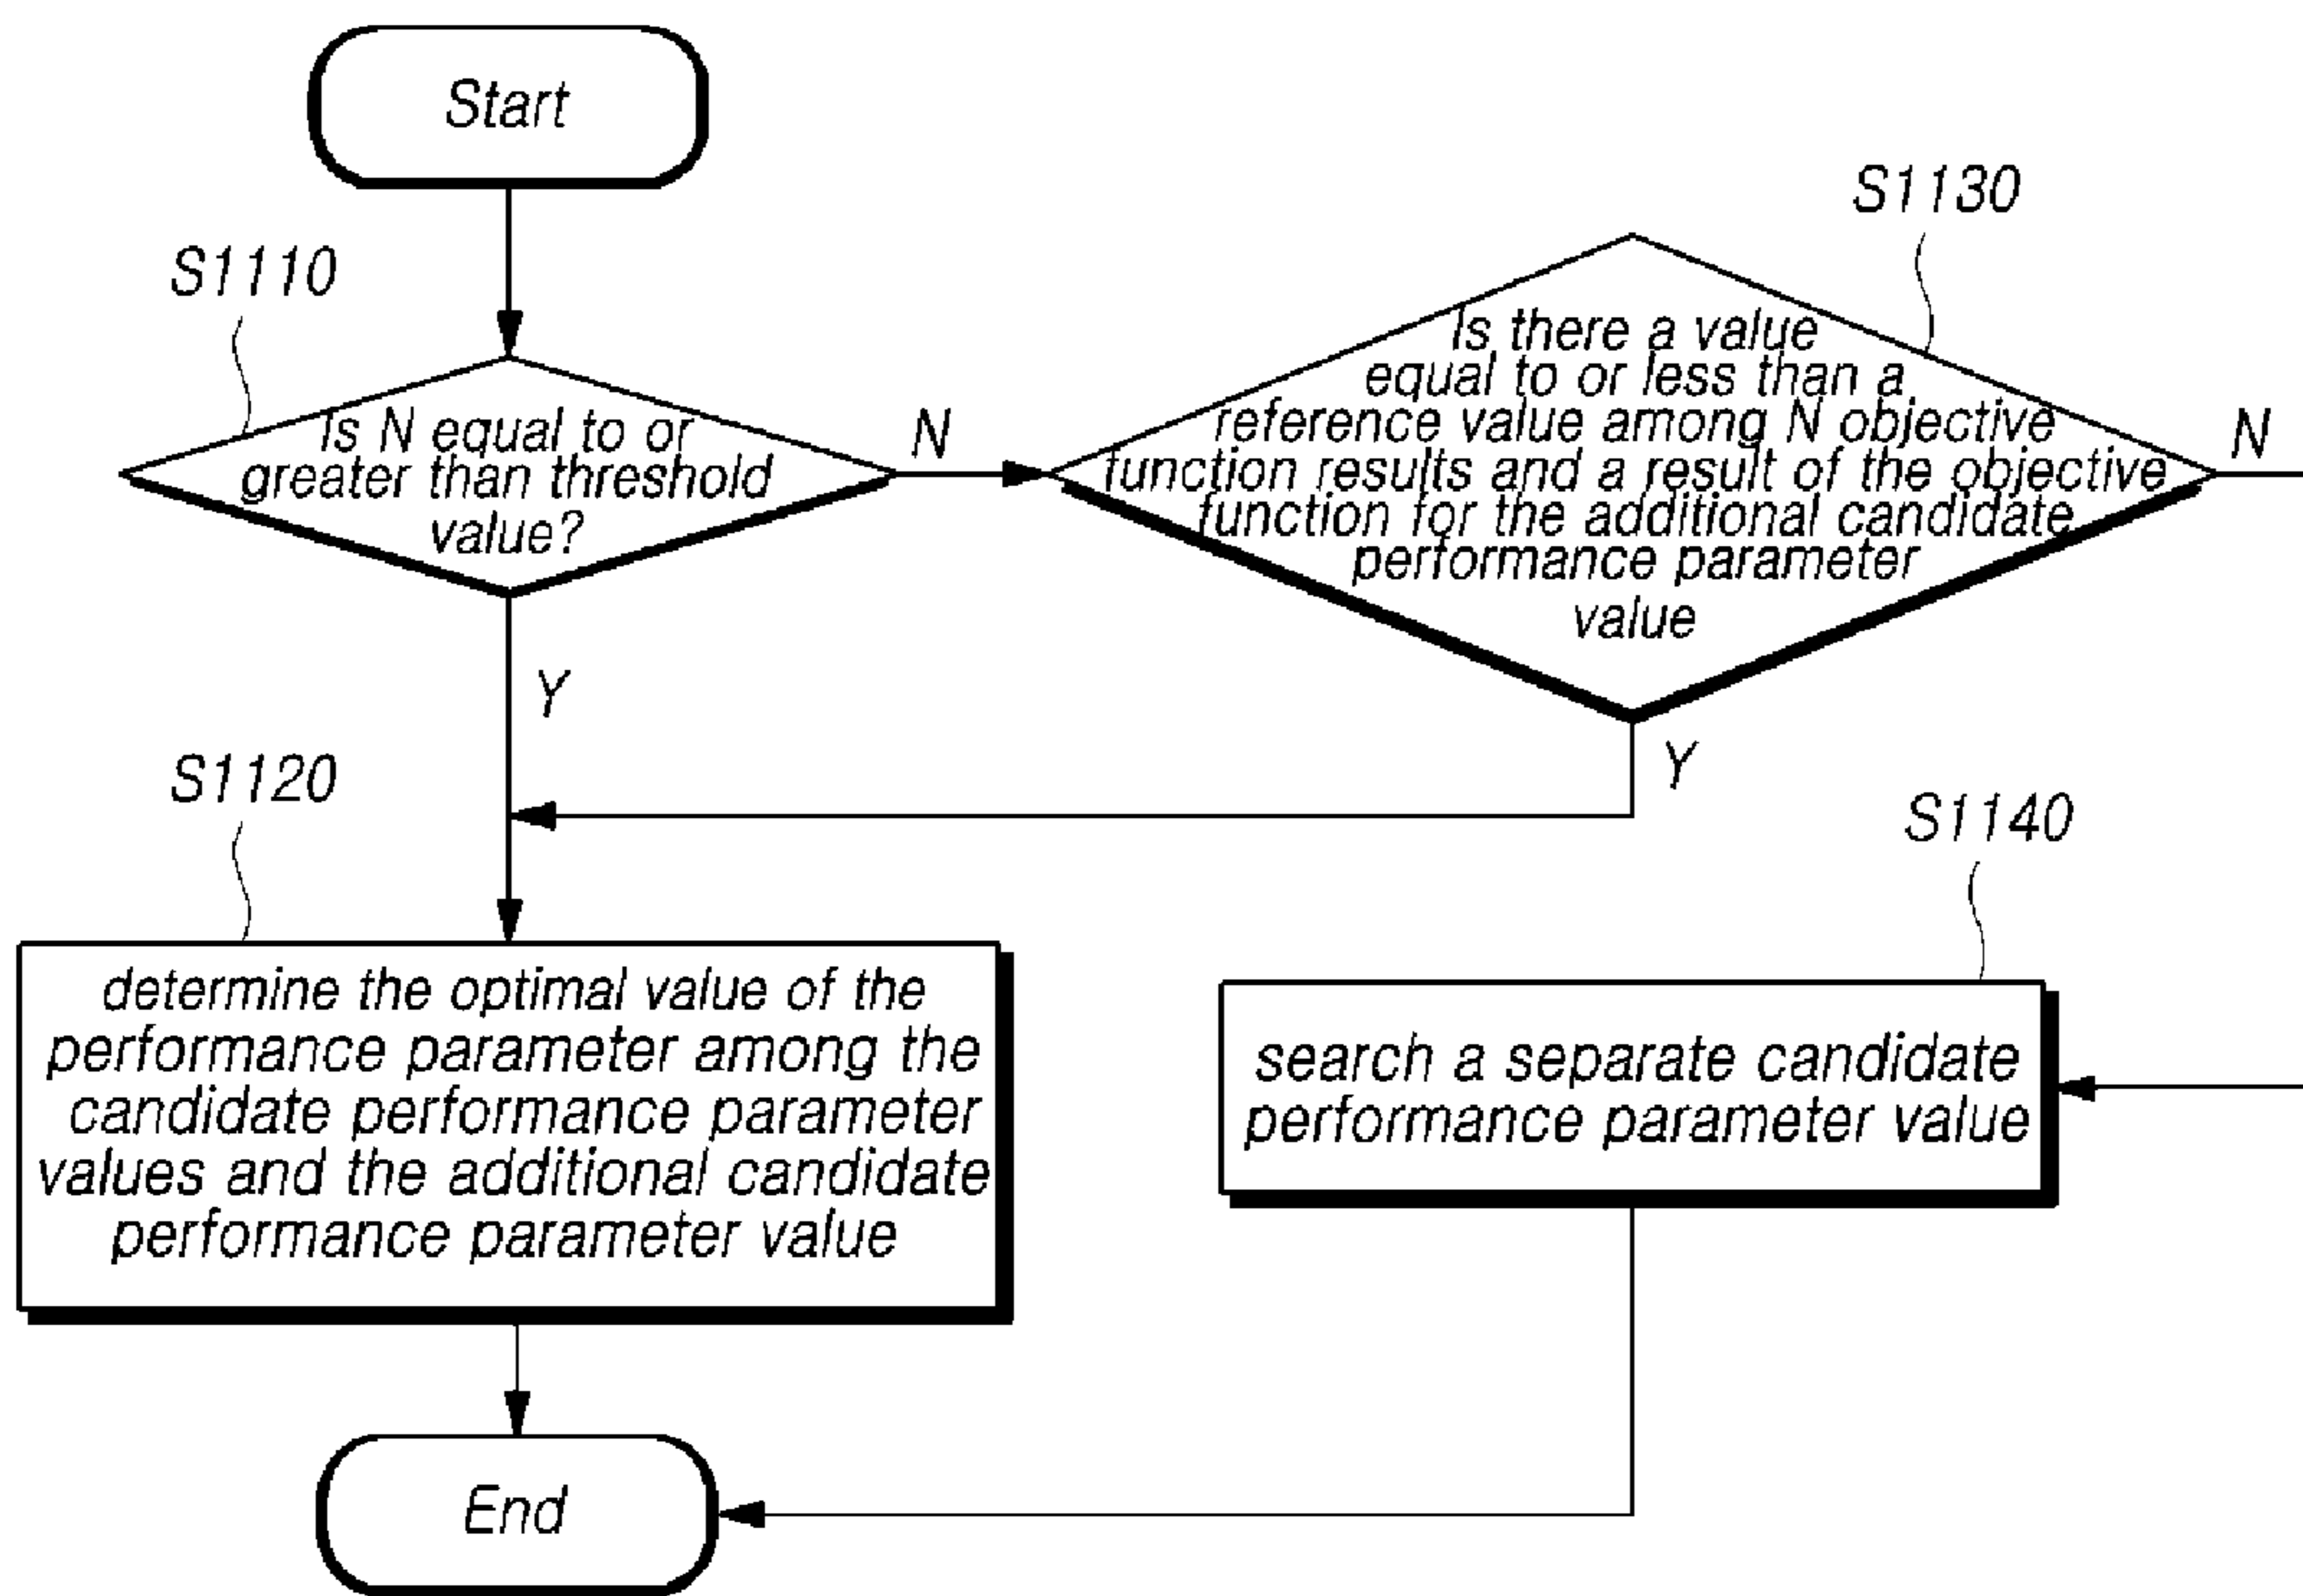 Start
S1110
Is N equal to or
greater than threshold
value?
N
Y
S1130
Is there a value
equal to or less than a
reference value among N objective
function results and a result of the objective
function for the additional candidate
performance parameter
value
N
Y
S1120
determine the optimal value of the
performance parameter among the
candidate performance parameter
values and the additional candidate
performance parameter value
S1140
search a separate candidate
performance parameter value
End